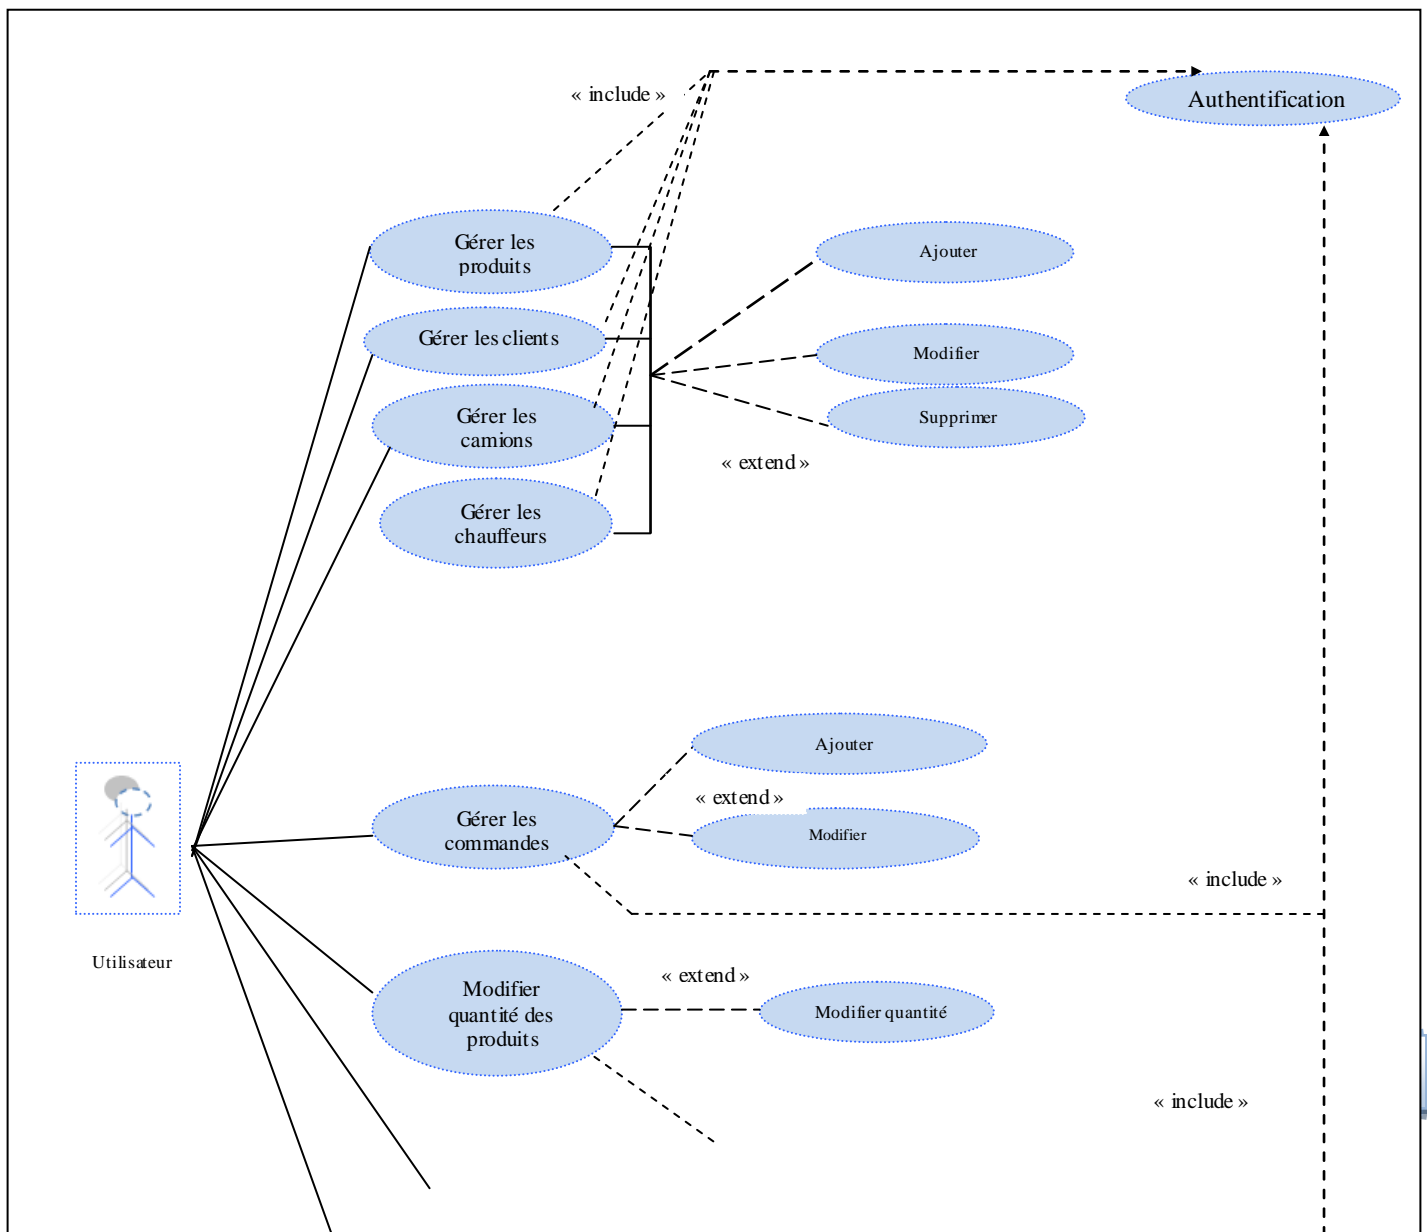 « include »
Authentification
Gérer les
produits
Ajouter
Gérer les clients
Modifier
Gérer les
camions
Supprimer
« extend »
Gérer les
chauffeurs
Ajouter
« extend »
Gérer les
commandes
Modifier
« include »
Utilisateur
« extend »
Modifier
quantité des
produits
Modifier quantité
« include »